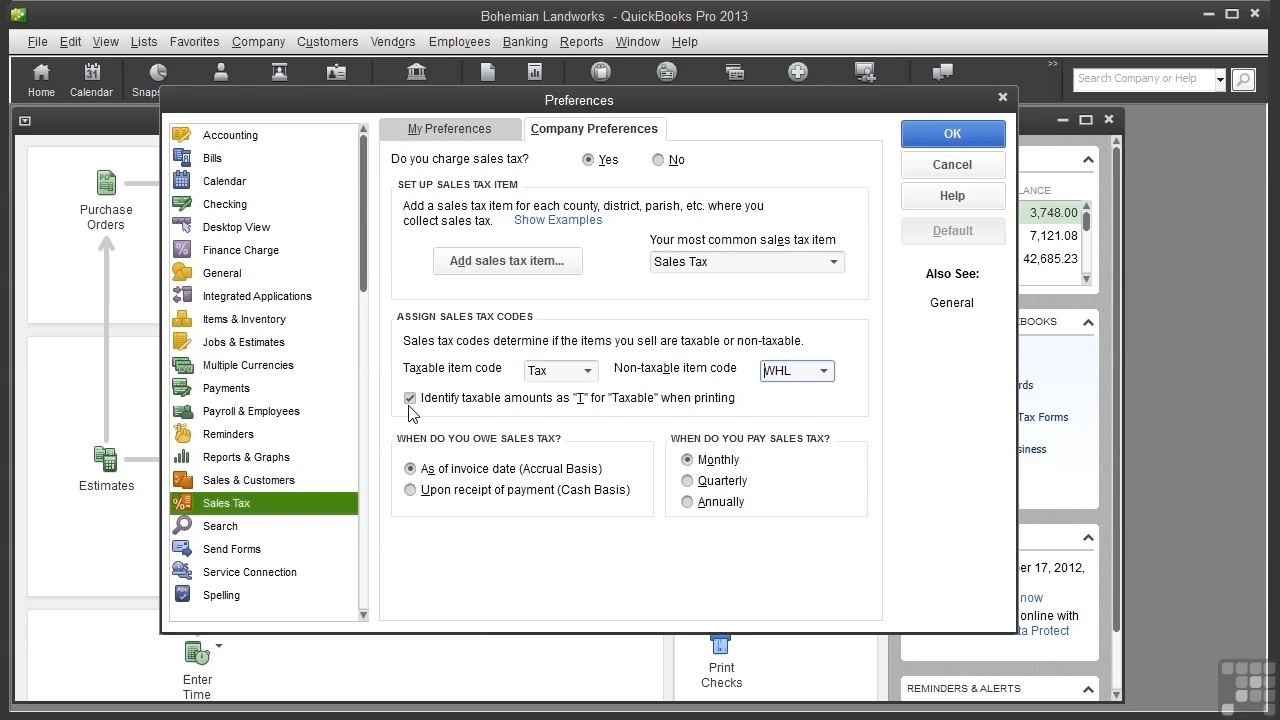 Bohemian Landworks - QuickBooks Pro 2013
File Edit View Lists Favorites Company Customers Vendors Employees Banking Reports Window Help
31
Home Calendar Snaps
>>
Search Company or Help
Preferences
Accounting
Bills
Calendar
Checking
Desktop View
Finance Charge
General
Integrated Applications
Items & Inventory
Jobs & Estimates
Multiple Currencies
Payments
Payroll & Employees
Reminders
Reports & Graphs
Sales & Customers
Sales Tax
Search
Send Forms
Service Connection
Spelling
My Preferences Company Preferences
Do you charge sales tax? Yes No
SET UP SALES TAX ITEM
Add a sales tax item for each county, district, parish, etc. where you
collect sales tax. Show Examples
Your most common sales tax item
Add sales tax item... Sales Tax
ASSIGN SALES TAX CODES
Sales tax codes determine if the items you sell are taxable or non-taxable.
Taxable item code Tax Non-taxable item code WHL
Identify taxable amounts as "T" for "Taxable" when printing
WHEN DO YOU OWE SALES TAX?
As of invoice date (Accrual Basis)
Upon receipt of payment (Cash Basis)
WHEN DO YOU PAY SALES TAX?
Monthly
Quarterly
Annually
OK
Cancel
Help
Default
Also See:
General
PO
Purchase
Orders
Estimates
Enter
Time
Print
Checks
LANCE
3,748.00
7,121.08
42,685.23
EBOOKS
rds
Tax Forms
siness
er 17, 2012,
now
online with
ta Protect
REMINDERS & ALERTS